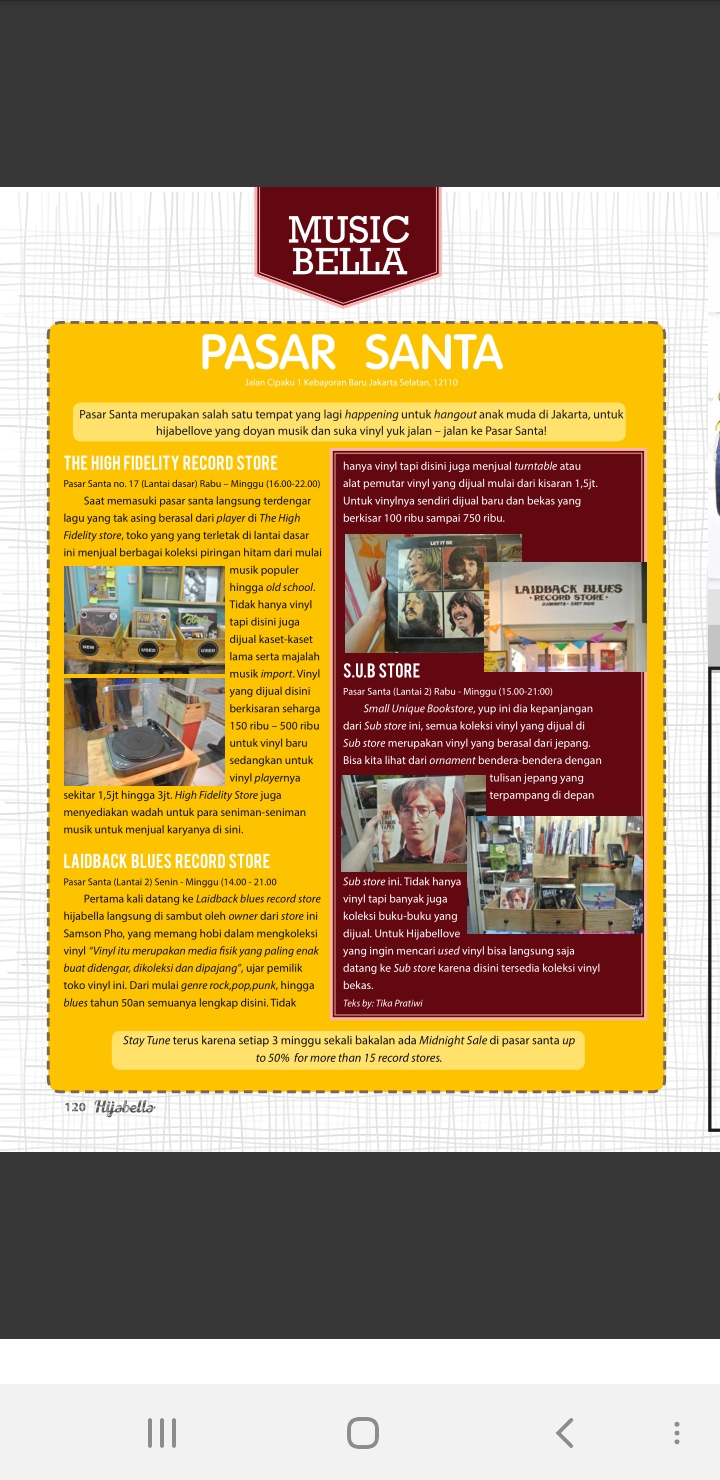 MUSIC
BELLA
PASAR SANTA
Jalan Cipaku 1 Kebayoran Baru Jakarta Selatan, 12110
Pasar Santa merupakan salah satu tempat yang lagi happening untuk hangout anak muda di Jakarta, untuk
hijabellove yang doyan musik dan suka vinyl yuk jalan – jalan ke Pasar Santa!
THE HIGH FIDELITY RECORD STORE
Pasar Santa no. 17 (Lantai dasar) Rabu – Minggu (16.00-22.00)
Saat memasuki pasar santa langsung terdengar
lagu yang tak asing berasal dari player di The High
Fidelity store, toko yang yang terletak di lantai dasar
ini menjual berbagai koleksi piringan hitam dari mulai
musik populer
hingga old school.
Tidak hanya vinyl
tapi disini juga
dijual kaset-kaset
lama serta majalah
musik import. Vinyl
yang dijual disini
berkisaran seharga
150 ribu – 500 ribu
untuk vinyl baru
sedangkan untuk
vinyl playernya
sekitar 1,5jt hingga 3jt. High Fidelity Store juga
menyediakan wadah untuk para seniman-seniman
musik untuk menjual karyanya di sini.
NEW
USED
USED
LAIDBACK BLUES RECORD STORE
Pasar Santa (Lantai 2) Senin - Minggu (14.00 - 21.00
Pertama kali datang ke Laidback blues record store
hijabella langsung di sambut oleh owner dari store ini
Samson Pho, yang memang hobi dalam mengkoleksi
vinyl “Vinyl itu merupakan media fisik yang paling enak
buat didengar, dikoleksi dan dipajang”, ujar pemilik
toko vinyl ini. Dari mulai genre rock,pop,punk, hingga
blues tahun 50an semuanya lengkap disini. Tidak
hanya vinyl tapi disini juga menjual turntable atau
alat pemutar vinyl yang dijual mulai dari kisaran 1,5jt.
Untuk vinylnya sendiri dijual baru dan bekas yang
berkisar 100 ribu sampai 750 ribu.
LET IT BE
LAIDBACK BLUES
• RECORD STORE •
DJAKARTA - EAST INDIE
S.U.B STORE
Pasar Santa (Lantai 2) Rabu - Minggu (15.00-21:00)
Small Unique Bookstore, yup ini dia kepanjangan
dari Sub store ini, semua koleksi vinyl yang dijual di
Sub store merupakan vinyl yang berasal dari jepang.
Bisa kita lihat dari ornament bendera-bendera dengan
tulisan jepang yang
terpampang di depan
Sub store ini. Tidak hanya
vinyl tapi banyak juga
koleksi buku-buku yang
dijual. Untuk Hijabellove
yang ingin mencari used vinyl bisa langsung saja
datang ke Sub store karena disini tersedia koleksi vinyl
bekas.
Teks by: Tika Pratiwi
Stay Tune terus karena setiap 3 minggu sekali bakalan ada Midnight Sale di pasar santa up
to 50% for more than 15 record stores.
120 Hijabella